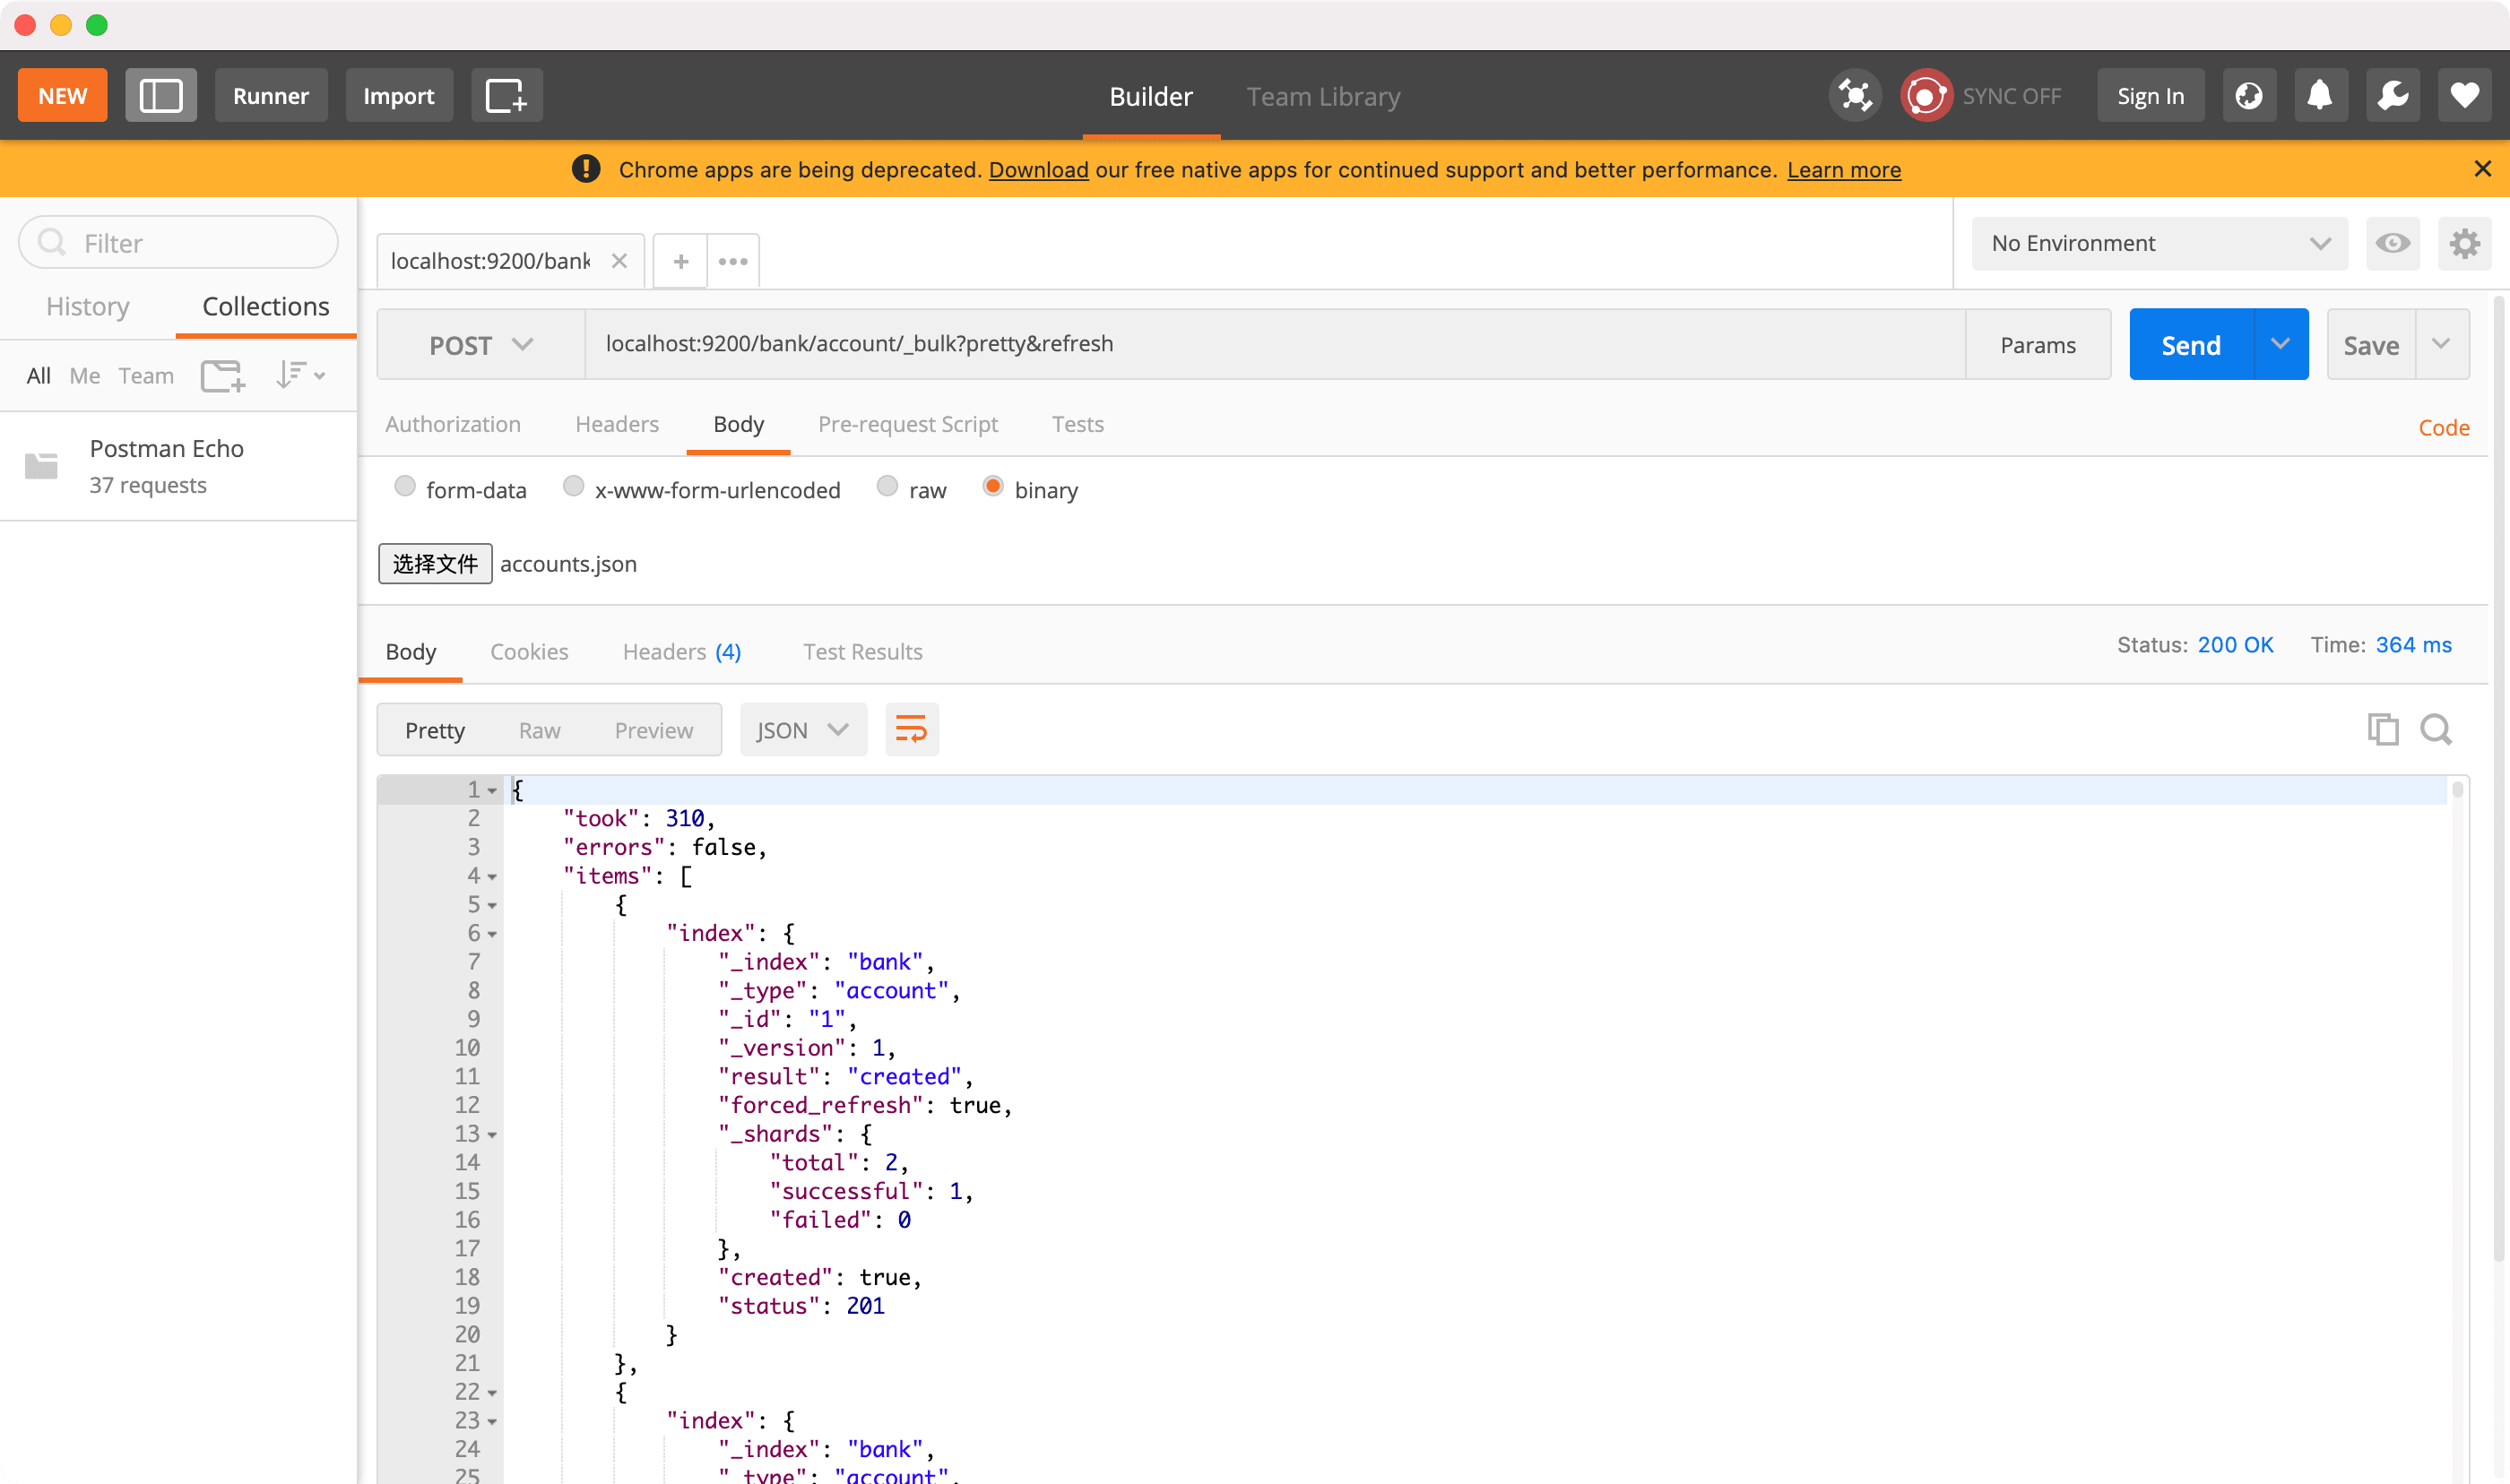 NEW Runner Import Builder Team Library SYNC OFF Sign In
Chrome apps are being deprecated. Download our free native apps for continued support and better performance. Learn more
Filter
localhost:9200/bank
No Environment
History Collections
POST localhost:9200/bank/account/_bulk?pretty&refresh Params Send Save
All Me Team
Authorization Headers Body Pre-request Script Tests Code
Postman Echo
37 requests
form-data x-www-form-urlencoded raw binary
选择文件 accounts.json
Body Cookies Headers (4) Test Results Status: 200 OK Time: 364 ms
Pretty Raw Preview JSON
1 {
2 "took": 310,
3 "errors": false,
4 "items": [
5 {
6 "index": {
7 "_index": "bank",
8 "_type": "account",
9 "_id": "1",
10 "_version": 1,
11 "result": "created",
12 "forced_refresh": true,
13 "_shards": {
14 "total": 2,
15 "successful": 1,
16 "failed": 0
17 },
18 "created": true,
19 "status": 201
20 }
21 },
22 {
23 "index": {
24 "_index": "bank",
25 "_type": "account",